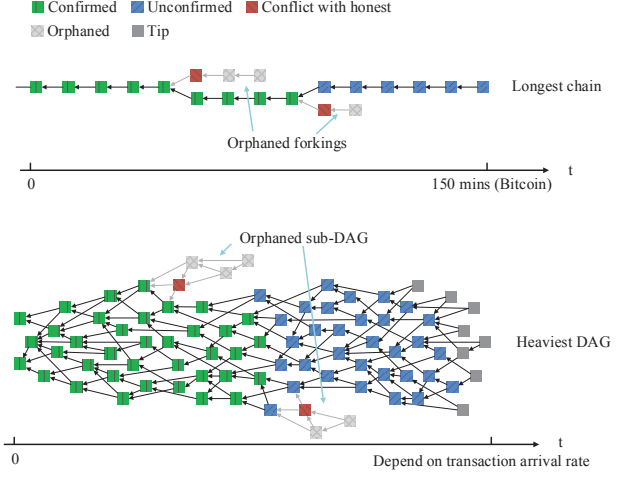 Confirmed Unconfirmed Conflict with honest
Orphaned Tip
Longest chain
Orphaned forkings
t
0 150 mins (Bitcoin)
Orphaned sub-DAG
Heaviest DAG
t
0 Depend on transaction arrival rate